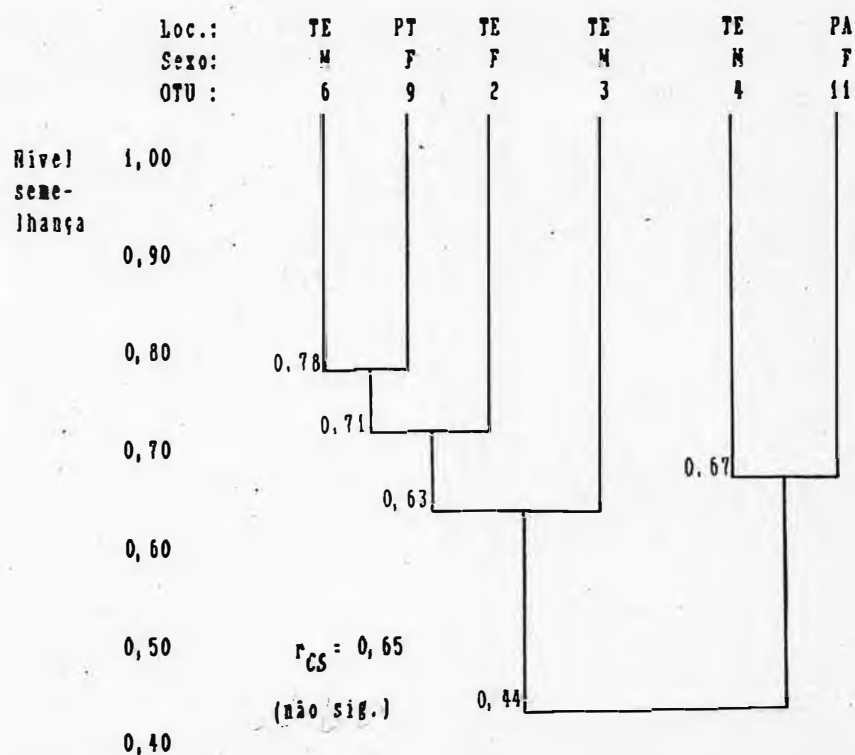 Loc.: TE PT TE TE TE PA
Sexo: M F F M M F
OTU : 6 9 2 3 4 11
Nivel 1,00
seme-
lhança
0,90
0,80
0,78
0,71
0,70
0,67
0,63
0,60
0,50 rCS = 0,65
0,44
(não sig.)
0,40